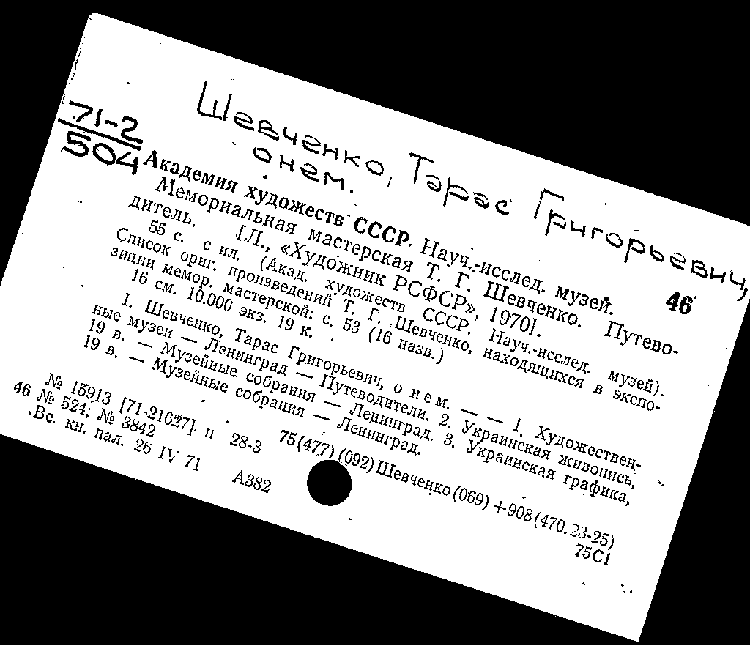 Шевченко, Тарас Григорьевич,
о нем.
71-2
504
Академия художеств СССР. Науч.-исслед. музей.
Мемориальная мастерская Т. Г. Шевченко. Путево-
дитель. [Л., «Художник РСФСР», 1970].
46
55 с. с ил. (Акад. художеств СССР. Науч.-исслед. музей).
Список ориг. произведений Т. Г. Шевченко, находящихся в экспо-
зиции мемор. мастерской: с. 53 (16 назв.)
16 см. 10.000 экз. 19 к.
1. Шевченко, Тарас Григорьевич, о нем. — — 1. Художествен-
ные музеи — Ленинград — Путеводители. 2. Украинская живопись,
19 в. — Музейные собрания — Ленинград. 3. Украинская графика,
19 в. — Музейные собрания — Ленинград.
75(477)(092)Шевченко(069)+908(470.23-25)
№ 15913 [71-21027] п 28-3
75С1
46 № 524; № 3842
Вс. кн. пал. 26 IV 71 А382